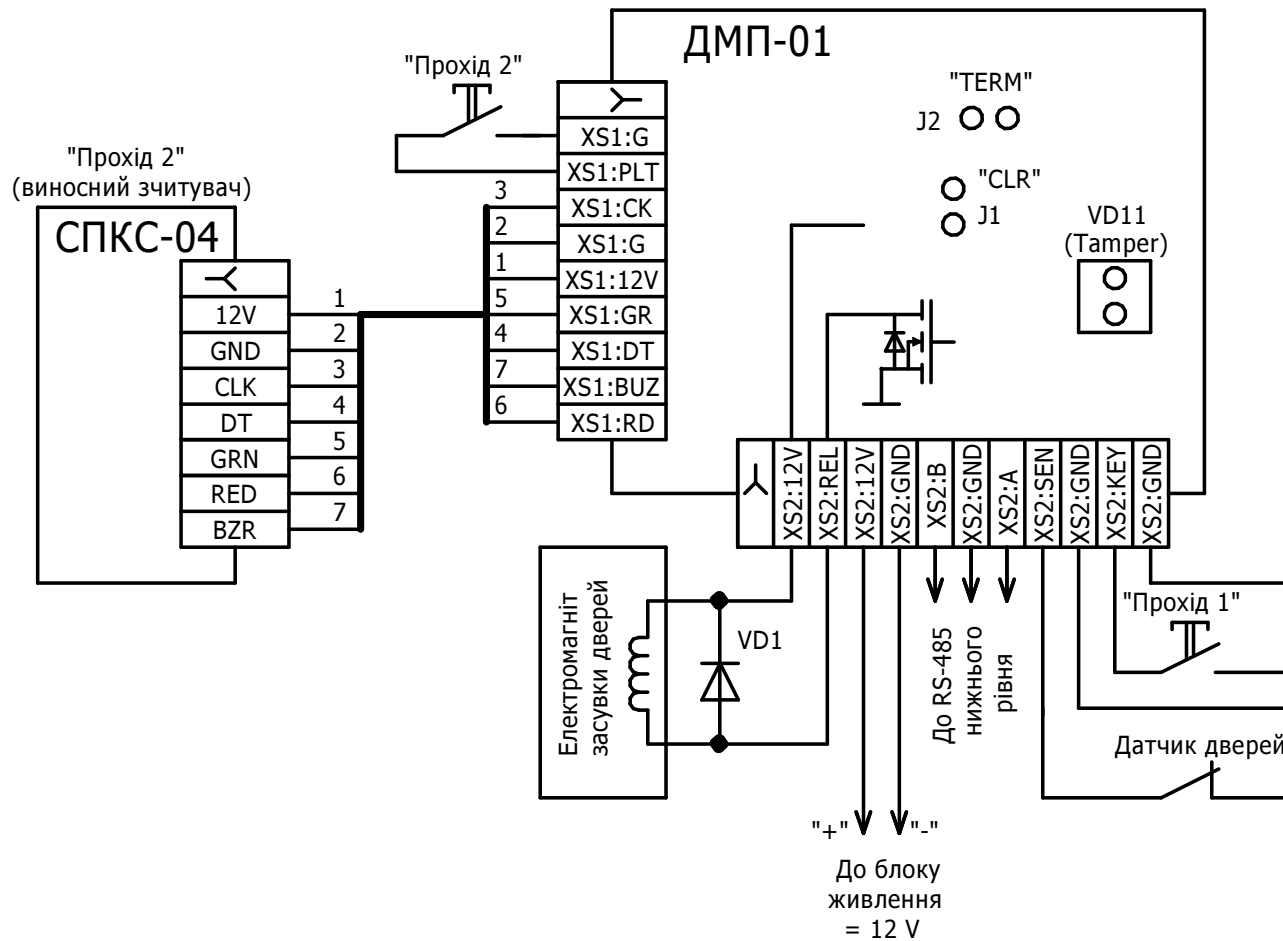 ДМП-01
"Прохід 2"
"TERM"
J2
"CLR"
J1
VD11
(Tamper)
"Прохід 2"
(виносний зчитувач)
СПКС-04
12V
GND
CLK
DT
GRN
RED
BZR
1
2
3
4
5
6
7
3
2
1
5
4
7
6
XS1:G
XS1:PLT
XS1:CK
XS1:G
XS1:12V
XS1:GR
XS1:DT
XS1:BUZ
XS1:RD
XS2:12V
XS2:REL
XS2:12V
XS2:GND
XS2:B
XS2:GND
XS2:A
XS2:SEN
XS2:GND
XS2:KEY
XS2:GND
Електромагніт
засувки дверей
VD1
До RS-485
нижнього
рівня
"Прохід 1"
Датчик дверей
"+"
"-"
До блоку
живлення
= 12 V